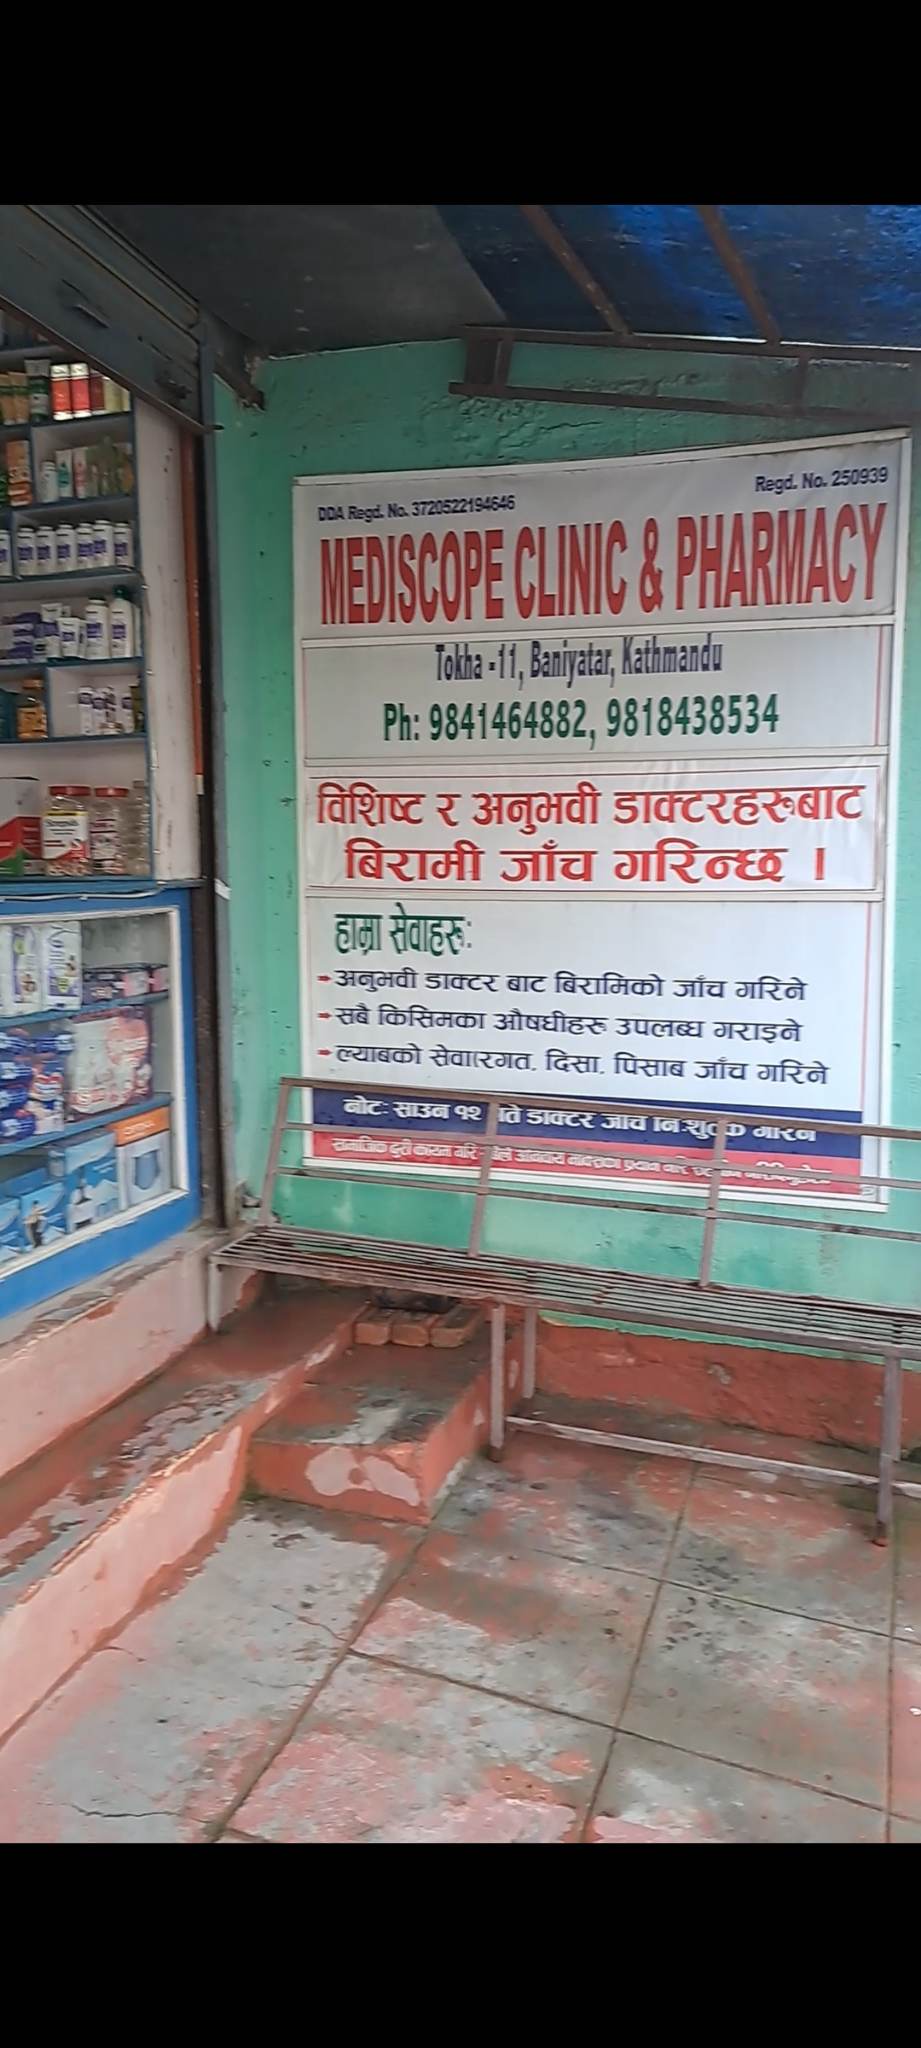 DDA Regd. No. 3720522194646
Regd. No. 250939
MEDISCOPE CLINIC & PHARMACY
Tokha -11, Baniyatar, Kathmandu
Ph: 9841464882, 9818438534
विशिष्ट र अनुभवी डाक्टरहरुबाट
बिरामी जाँच गरिन्छ ।
हाम्रा सेवाहरु:
अनुभवी डाक्टर बाट बिरामिको जाँच गरिने
सबै किसिमका औषधीहरु उपलब्ध गराइने
ल्याबको सेवारगत, दिसा, पिसाब जाँच गरिने
नोट: साउन १२ डाक्टर जाँच नि:शुल्क
सामाजिक दुरी कायम